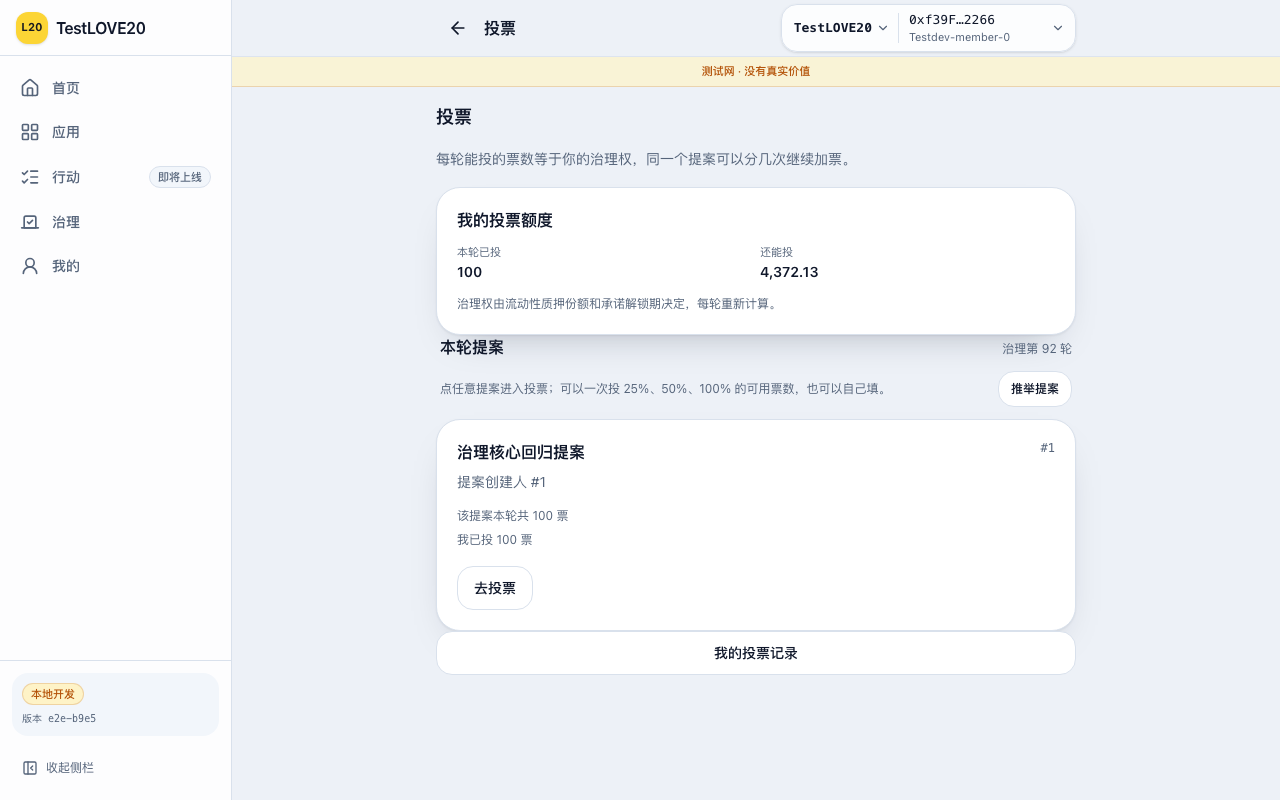 L20 TestLOVE20
首页
应用
行动 即将上线
治理
我的
本地开发
版本 e2e-b9e5
收起侧栏
投票
TestLOVE20
0xf39F…2266
Testdev-member-0
测试网 · 没有真实价值
投票
每轮能投的票数等于你的治理权，同一个提案可以分几次继续加票。
我的投票额度
本轮已投 还能投
100 4,372.13
治理权由流动性质押份额和承诺解锁期决定，每轮重新计算。
本轮提案 治理第 92 轮
点任意提案进入投票；可以一次投 25%、50%、100% 的可用票数，也可以自己填。 推举提案
治理核心回归提案 #1
提案创建人 #1
该提案本轮共 100 票
我已投 100 票
去投票
我的投票记录